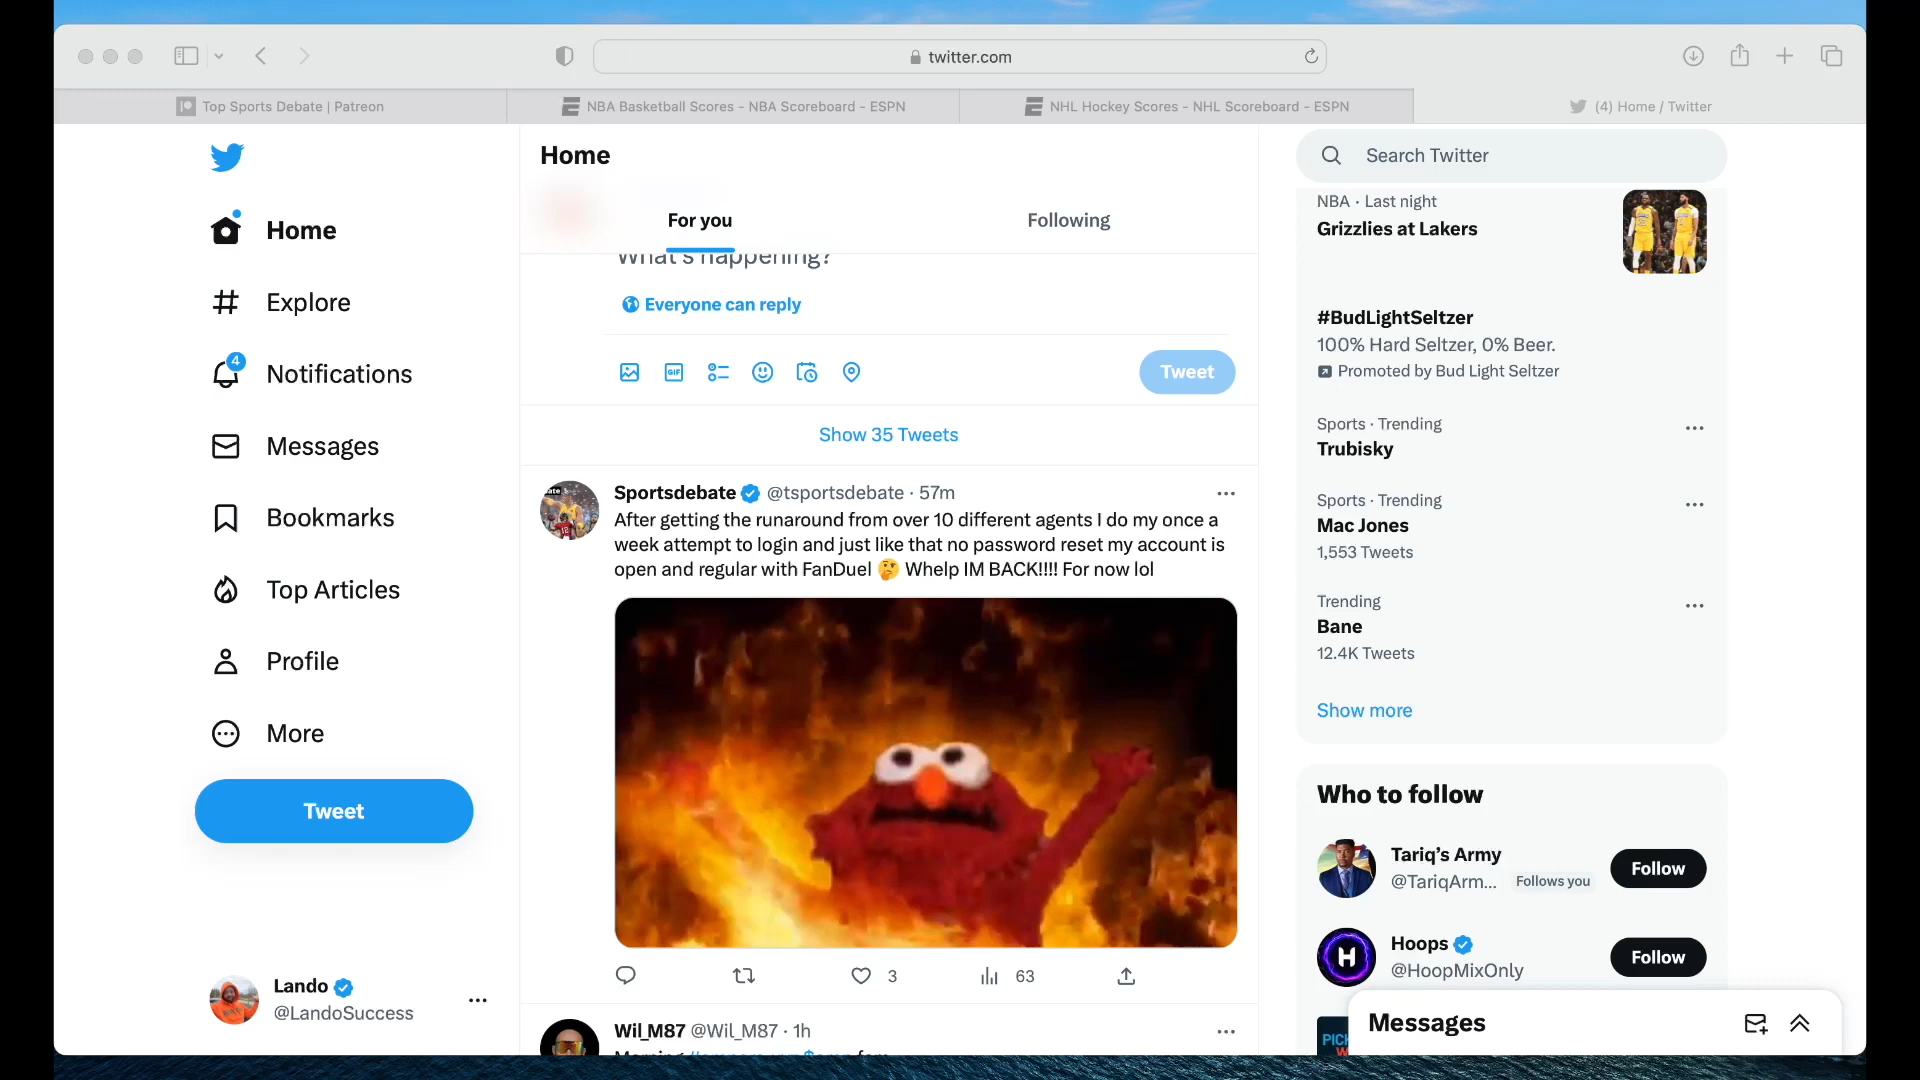 twitter.com
Top Sports Debate | Patreon
NBA Basketball Scores - NBA Scoreboard - ESPN
NHL Hockey Scores - NHL Scoreboard - ESPN
(4) Home / Twitter
Home
Explore
4
Notifications
Messages
Bookmarks
Top Articles
Profile
More
Tweet
Lando
@LandoSuccess
Home
For you
Following
What's happening?
Everyone can reply
GIF
Tweet
Show 35 Tweets
Sportsdebate @tsportsdebate · 57m
After getting the runaround from over 10 different agents I do my once a
week attempt to login and just like that no password reset my account is
open and regular with FanDuel 🤔 Whelp IM BACK!!!! For now lol
3
63
Wil_M87 @Wil_M87 · 1h
Search Twitter
NBA · Last night
Grizzlies at Lakers
#BudLightSeltzer
100% Hard Seltzer, 0% Beer.
Promoted by Bud Light Seltzer
Sports · Trending
Trubisky
Sports · Trending
Mac Jones
1,553 Tweets
Trending
Bane
12.4K Tweets
Show more
Who to follow
Tariq's Army
@TariqArm... Follows you
Follow
Hoops
@HoopMixOnly
Follow
H
PICK
Messages